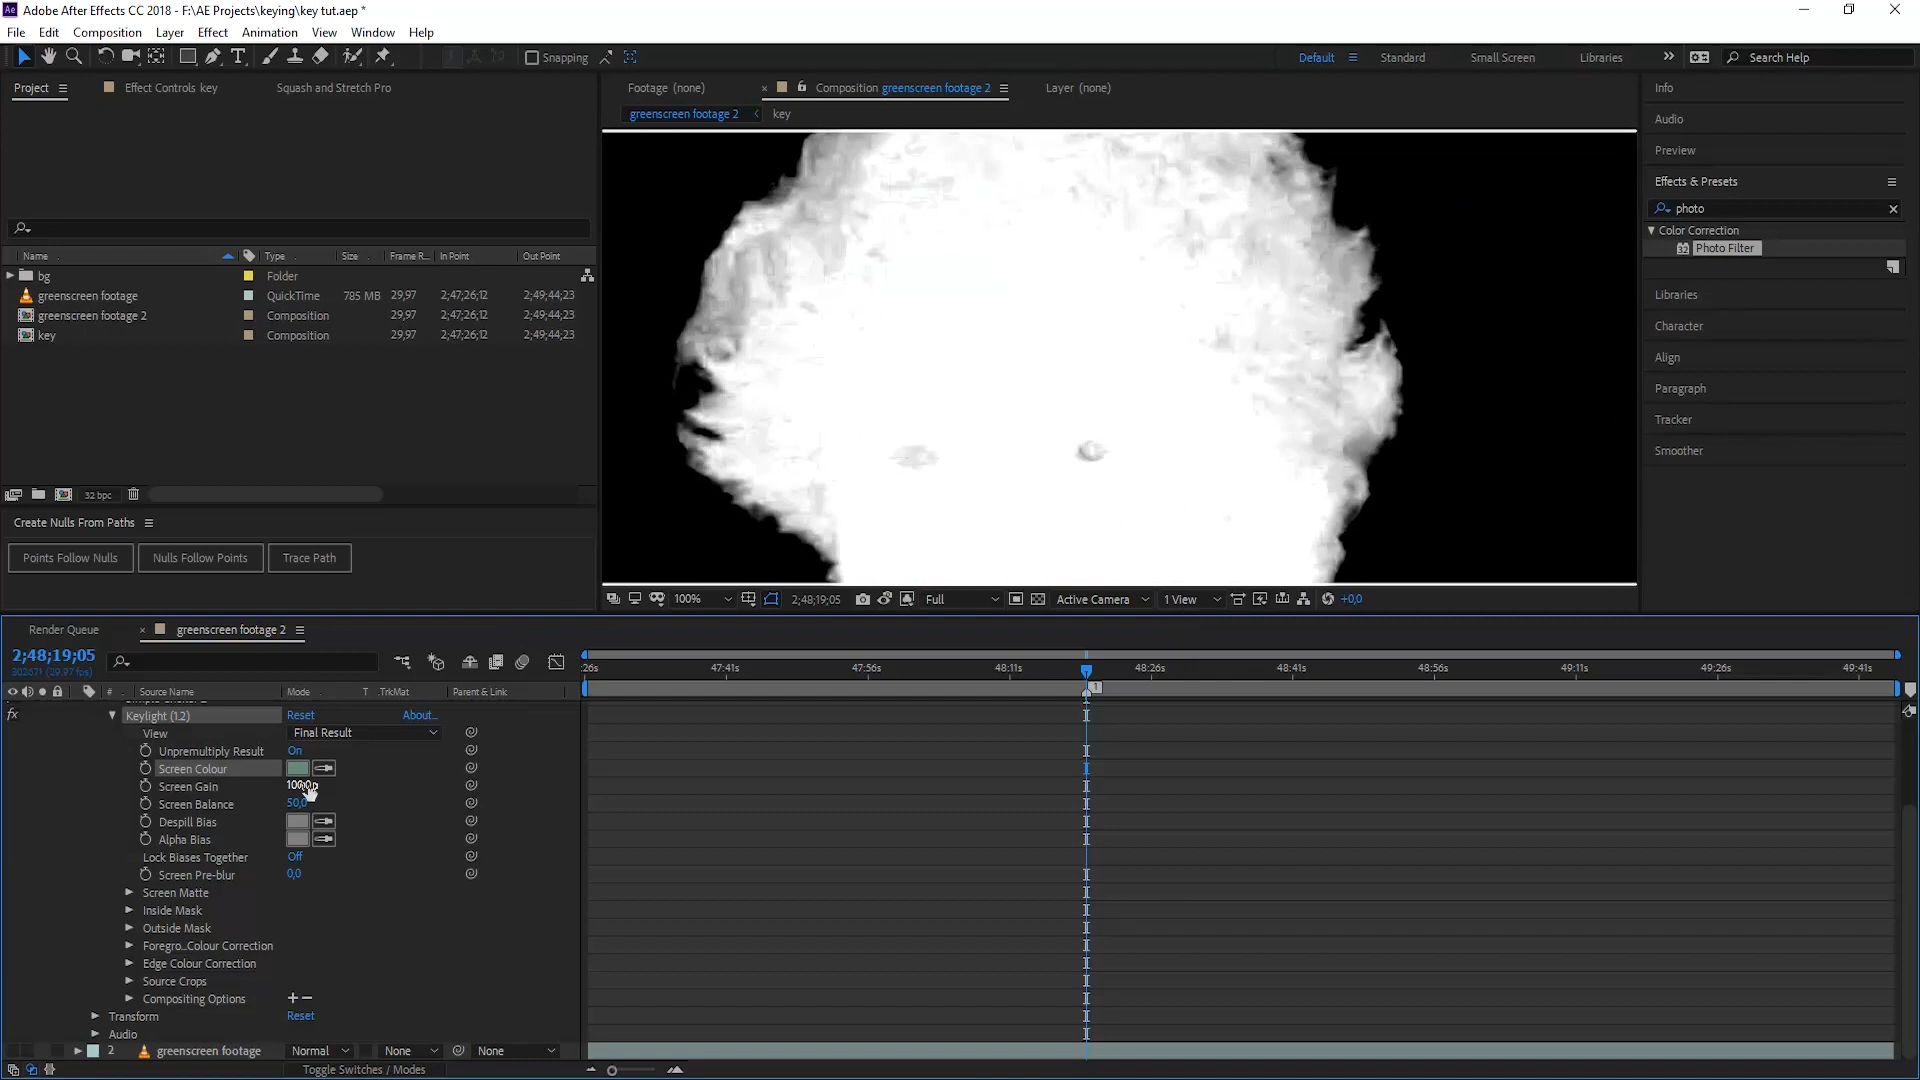 Adobe After Effects CC 2018 - F:\AE Projects\keying\key tut.aep *
File Edit Composition Layer Effect Animation View Window Help
Snapping Default Standard Small Screen Libraries Search Help
Project Effect Controls key Squash and Stretch Pro
Footage (none) Composition greenscreen footage 2 Layer (none)
greenscreen footage 2 key
Name Type Size Frame R... In Point Out Point
bg Folder
greenscreen footage QuickTime 785 MB 29,97 2;47;26;12 2;49;44;23
greenscreen footage 2 Composition 29,97 2;47;26;12 2;49;44;23
key Composition 29,97 2;47;26;12 2;49;44;23
32 bpc
Create Nulls From Paths
Points Follow Nulls Nulls Follow Points Trace Path
100% 2;48;19;05 Full Active Camera 1 View +0,0
Info
Audio
Preview
Effects & Presets
photo
Color Correction
32 Photo Filter
Libraries
Character
Align
Paragraph
Tracker
Smoother
Render Queue greenscreen footage 2
2;48;19;05
:26s 47:41s 47:56s 48:11s 48:26s 48:41s 48:56s 49:11s 49:26s 49:41s
# Source Name Mode T .TrkMat Parent & Link
1
fx Keylight (1.2) Reset About...
View Final Result
Unpremultiply Result On
Screen Colour
Screen Gain
Screen Balance 50,0
Despill Bias
Alpha Bias
Lock Biases Together Off
Screen Pre-blur 0,0
Screen Matte
Inside Mask
Outside Mask
Foregro...Colour Correction
Edge Colour Correction
Source Crops
Compositing Options + −
Transform Reset
Audio
2 greenscreen footage Normal None None
Toggle Switches / Modes